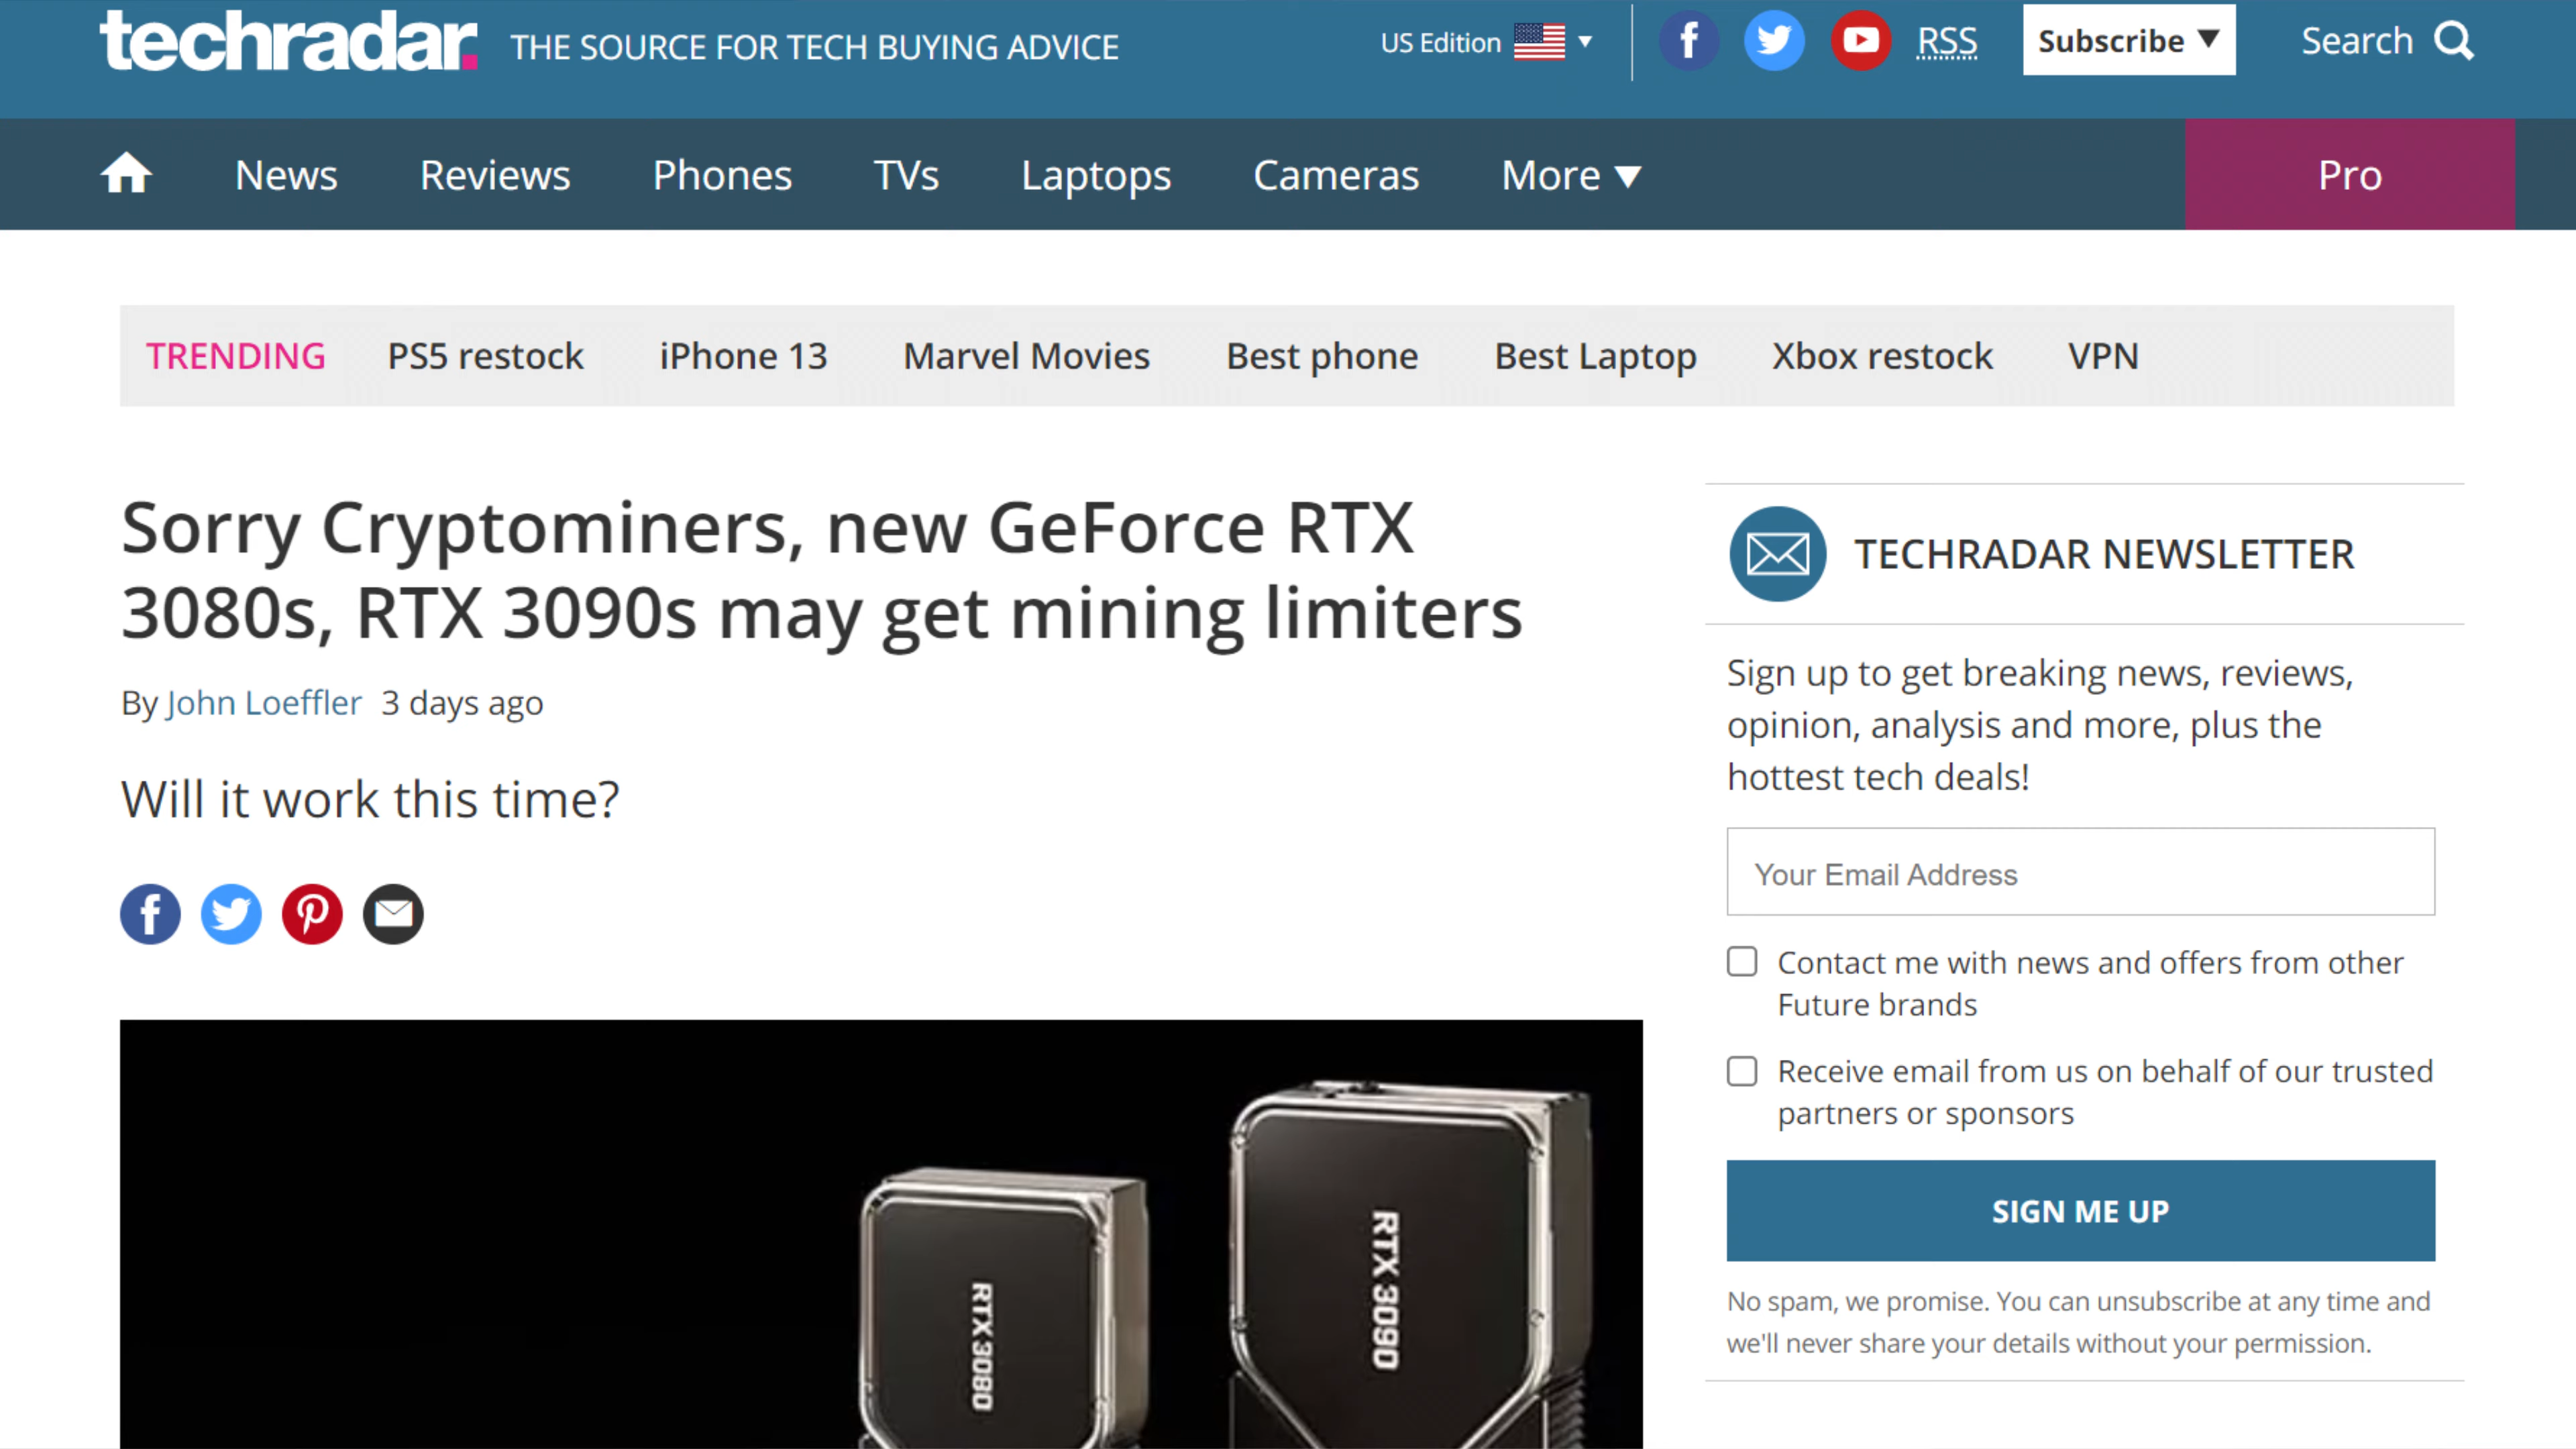 techradar. THE SOURCE FOR TECH BUYING ADVICE
US Edition
RSS
Subscribe
Search
News Reviews Phones TVs Laptops Cameras More Pro
TRENDING PS5 restock iPhone 13 Marvel Movies Best phone Best Laptop Xbox restock VPN
Sorry Cryptominers, new GeForce RTX
3080s, RTX 3090s may get mining limiters
By John Loeffler 3 days ago
Will it work this time?
RTX 3080
RTX 3090
TECHRADAR NEWSLETTER
Sign up to get breaking news, reviews,
opinion, analysis and more, plus the
hottest tech deals!
Your Email Address
Contact me with news and offers from other
Future brands
Receive email from us on behalf of our trusted
partners or sponsors
SIGN ME UP
No spam, we promise. You can unsubscribe at any time and
we'll never share your details without your permission.